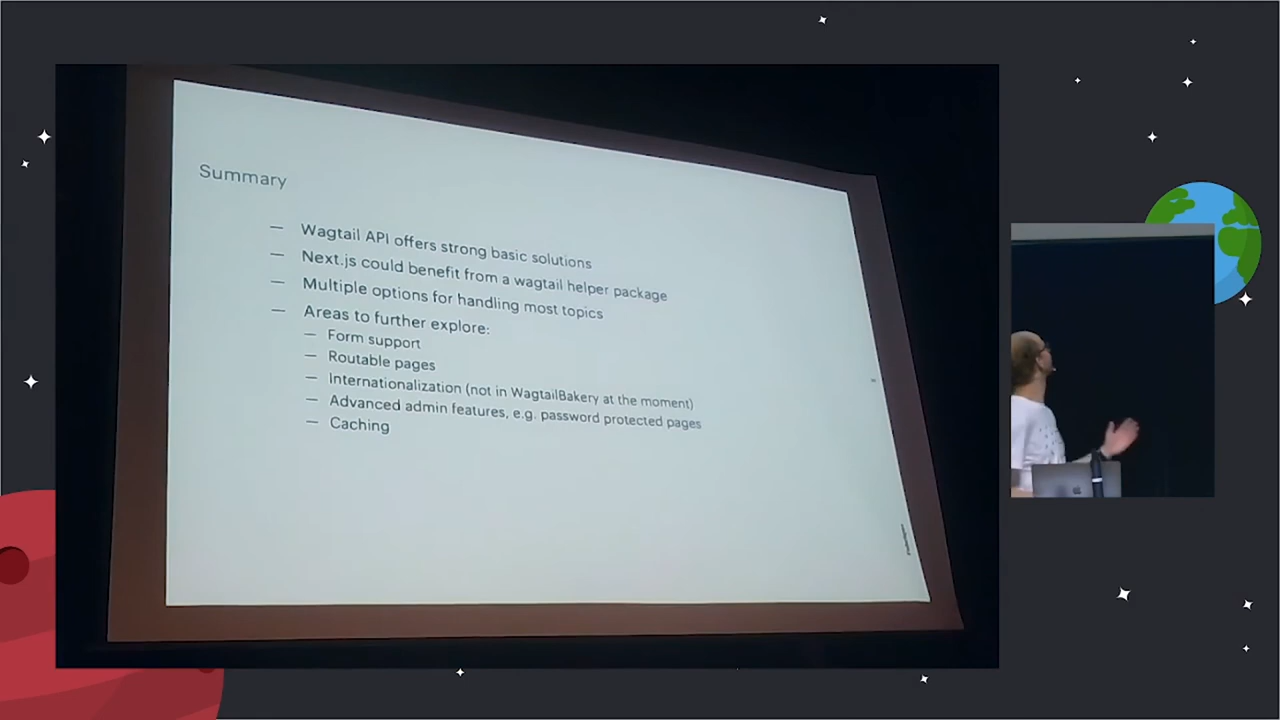 Summary
— Wagtail API offers strong basic solutions
— Next.js could benefit from a wagtail helper package
— Multiple options for handling most topics
— Areas to further explore:
— Form support
— Routable pages
— Internationalization (not in WagtailBakery at the moment)
— Advanced admin features, e.g. password protected pages
— Caching